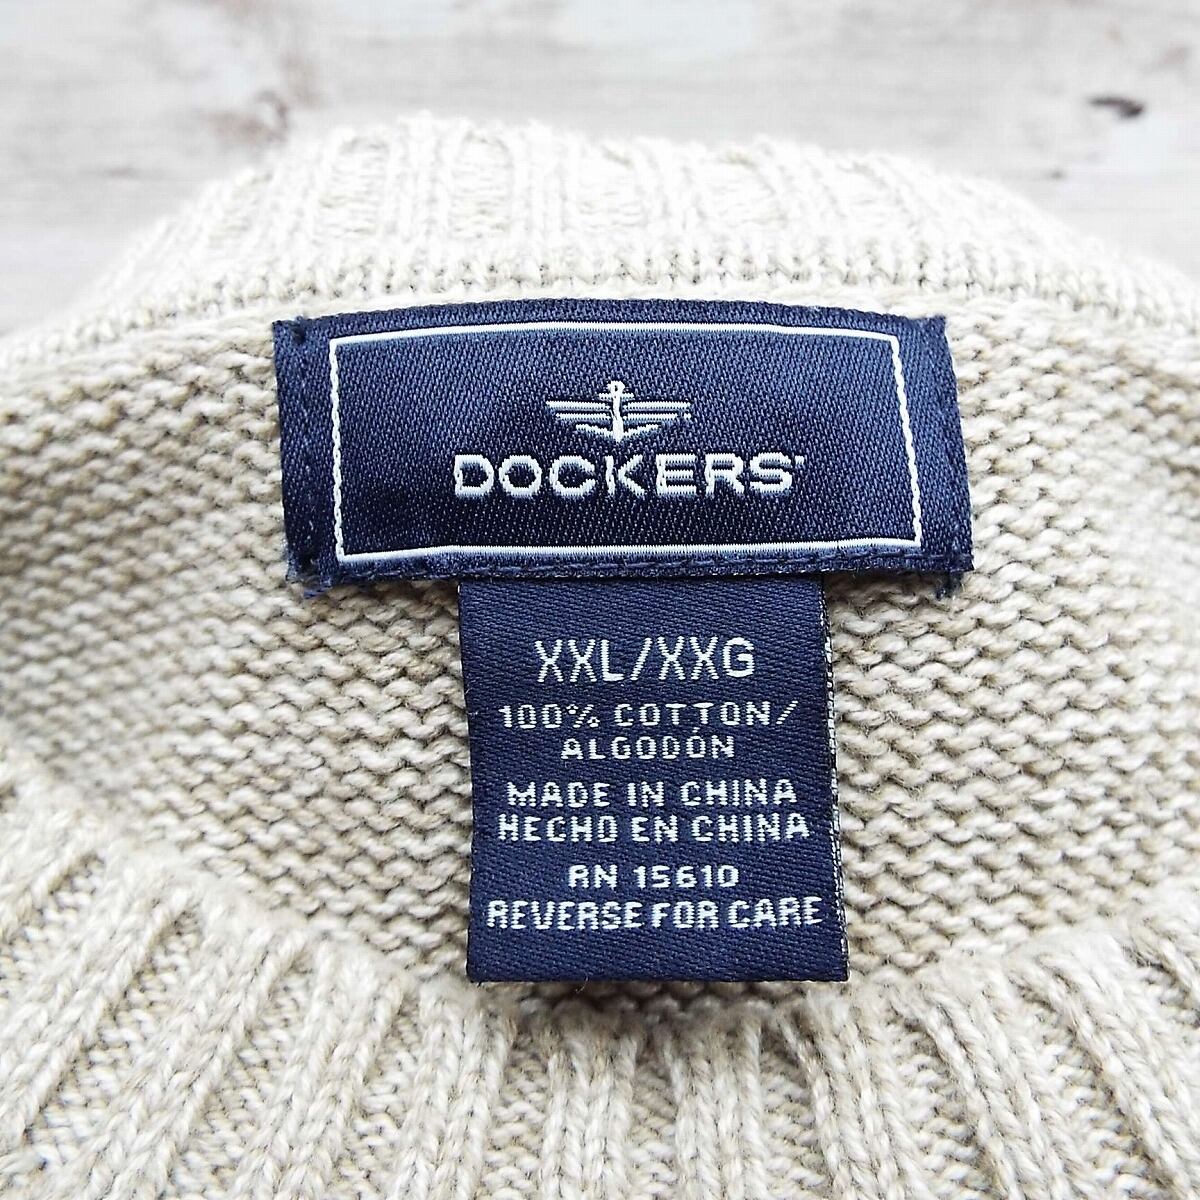 DOCKERS
XXL/XXG
100% COTTON/
ALGODÓN
MADE IN CHINA
HECHO EN CHINA
RN 15610
REVERSE FOR CARE